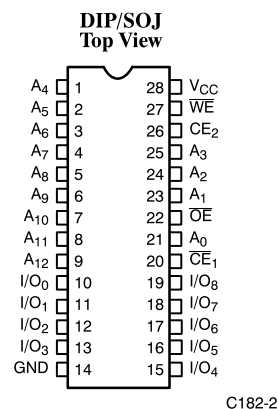 DIP/SOJ
Top View
A4 1 28 VCC
A5 2 27 W̅E̅
A6 3 26 CE2
A7 4 25 A3
A8 5 24 A2
A9 6 23 A1
A10 7 22 O̅E̅
A11 8 21 A0
A12 9 20 C̅E̅1
I/O0 10 19 I/O8
I/O1 11 18 I/O7
I/O2 12 17 I/O6
I/O3 13 16 I/O5
GND 14 15 I/O4
C182-2